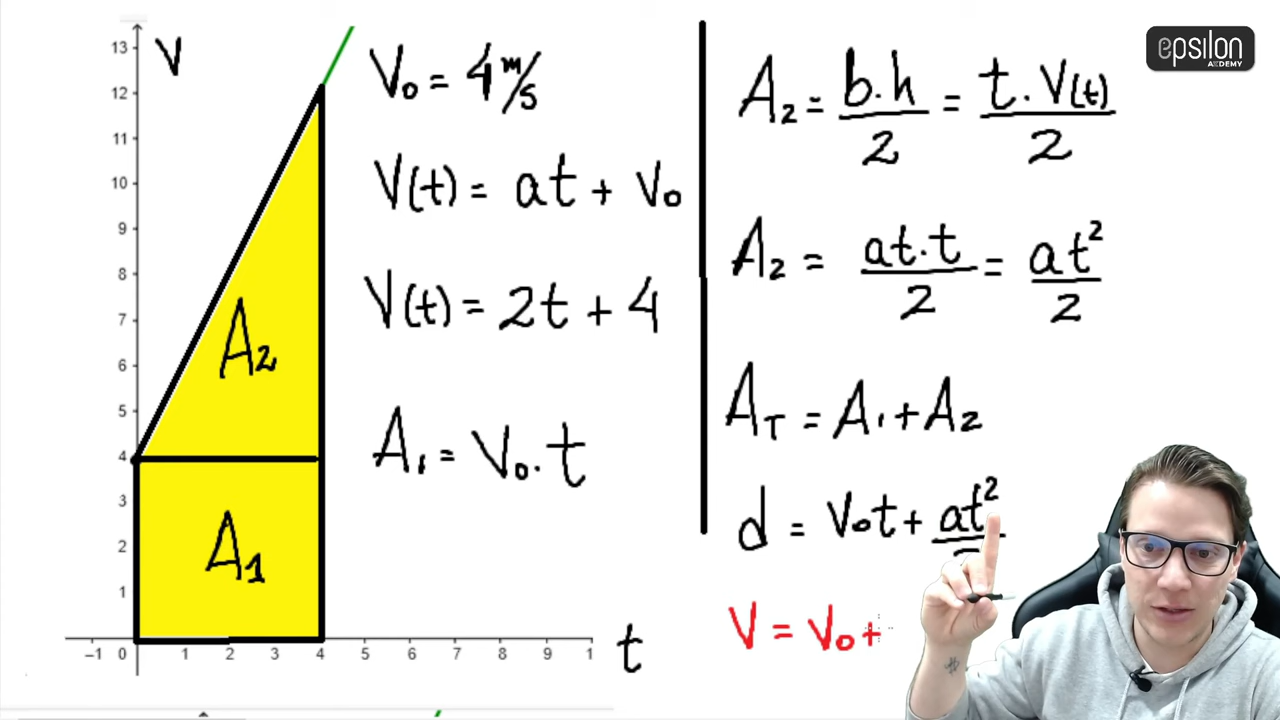 epsilon
AXDEMY
V
13
12
11
10
9
8
7
6
5
4
3
2
1
−1 0 1 2 3 4 5 6 7 8 9 1
t
A₂
A₁
V₀ = 4 m/s
V(t) = at + V₀
V(t) = 2t + 4
A₁ = V₀.t
A₂ = b.h/2 = t.V(t)/2
A₂ = at.t/2 = at²/2
A_T = A₁ + A₂
d = V₀t + at²
V = V₀ +